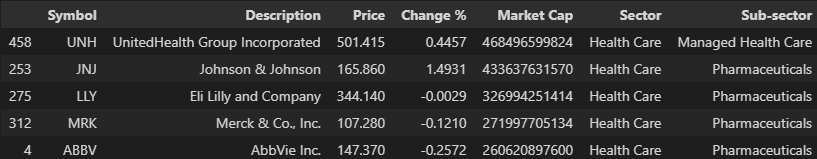 Symbol Description Price Change % Market Cap Sector Sub-sector
458 UNH UnitedHealth Group Incorporated 501.415 0.4457 468496599824 Health Care Managed Health Care
253 JNJ Johnson & Johnson 165.860 1.4931 433637631570 Health Care Pharmaceuticals
275 LLY Eli Lilly and Company 344.140 -0.0029 326994251414 Health Care Pharmaceuticals
312 MRK Merck & Co., Inc. 107.280 -0.1210 271997705134 Health Care Pharmaceuticals
4 ABBV AbbVie Inc. 147.370 -0.2572 260620897600 Health Care Pharmaceuticals